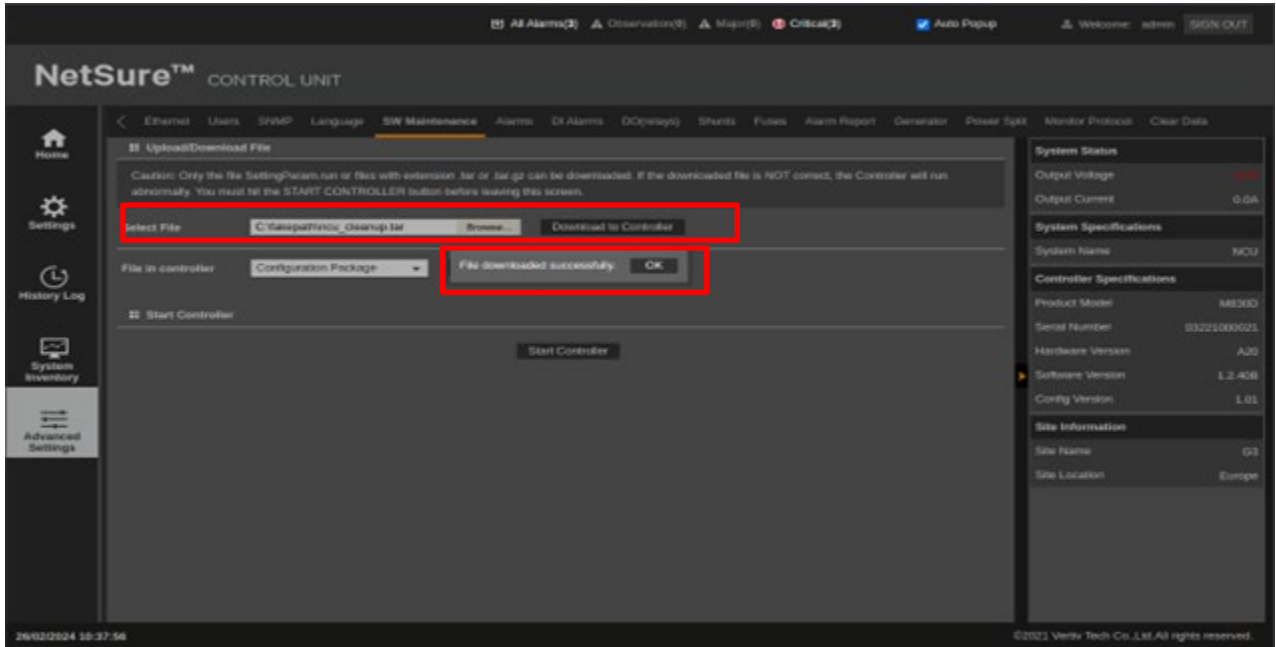 All Alarms(3) Observation(0) Major(0) Critical(3) Auto Popup Welcome: admin SIGN OUT
NetSure™ CONTROL UNIT
Ethernet Users SNMP Language SW Maintenance Alarms DI Alarms DO(relays) Shunts Fuses Alarm Report Generator Power Split Monitor Protocol Clear Data
Home
Settings
History Log
System
Inventory
Advanced
Settings
Upload/Download File
Caution: Only the file SettingParam.run or files with extension .tar or .tar.gz can be downloaded. If the downloaded file is NOT correct, the Controller will run
abnormally. You must hit the START CONTROLLER button before leaving this screen.
Select File C:\fakepath\ncu_cleanup.tar Browse... Download to Controller
File in controller Configuration Package File downloaded successfully. OK
Start Controller
Start Controller
System Status
Output Voltage
Output Current 0.0A
System Specifications
System Name NCU
Controller Specifications
Product Model M830D
Serial Number 03221000021
Hardware Version A20
Software Version 1.2.40B
Config Version 1.01
Site Information
Site Name G3
Site Location Europe
26/02/2024 10:37:56
©2021 Vertiv Tech Co.,Ltd.All rights reserved.